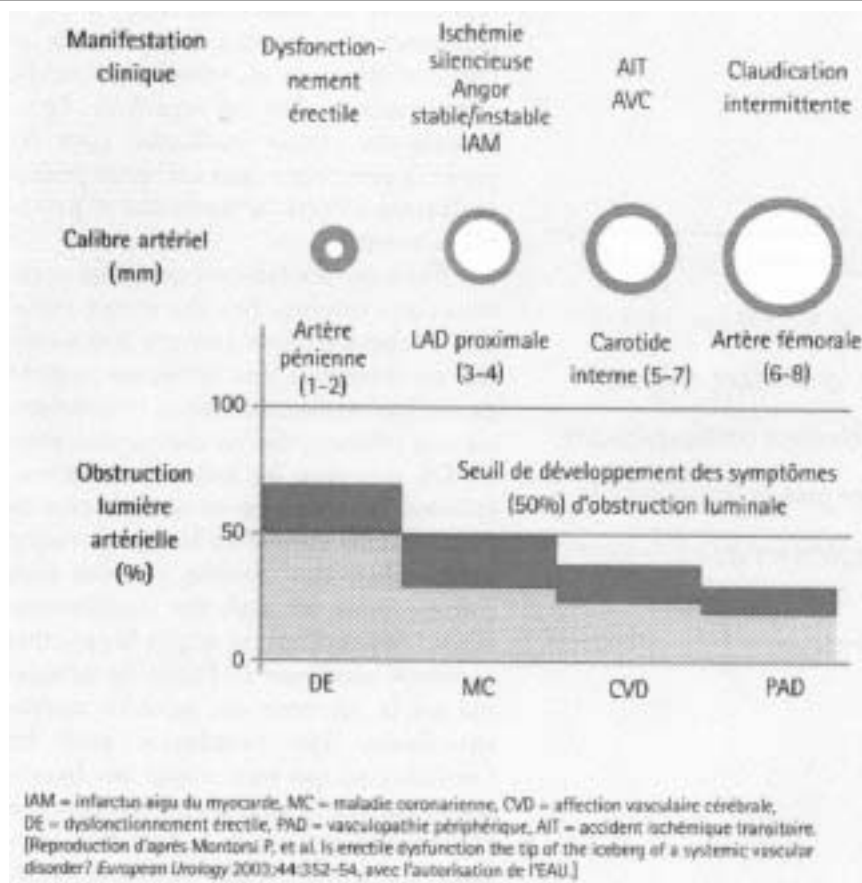 Manifestation
clinique
Dysfonction-
nement
érectile
Ischémie
silencieuse
Angor
stable/instable
IAM
AIT
AVC
Claudication
intermittente
Calibre artériel
(mm)
Artère
pénienne
(1-2)
LAD proximale
(3-4)
Carotide
interne (5-7)
Artère fémorale
(6-8)
100
Obstruction
lumière
artérielle
(%)
Seuil de développement des symptômes
(50%) d'obstruction luminale
50
0
DE
MC
CVD
PAD
IAM = infarctus aigu du myocarde, MC = maladie coronarienne, CVD = affection vasculaire cérébrale,
DE = dysfonctionnement érectile, PAD = vasculopathie périphérique, AIT = accident ischémique transitoire.
[Reproduction d'après Montorsi P, et al. Is erectile dysfunction the tip of the iceberg of a systemic vascular
disorder? European Urology 2003;44:352-54, avec l'autorisation de l'EAU.]